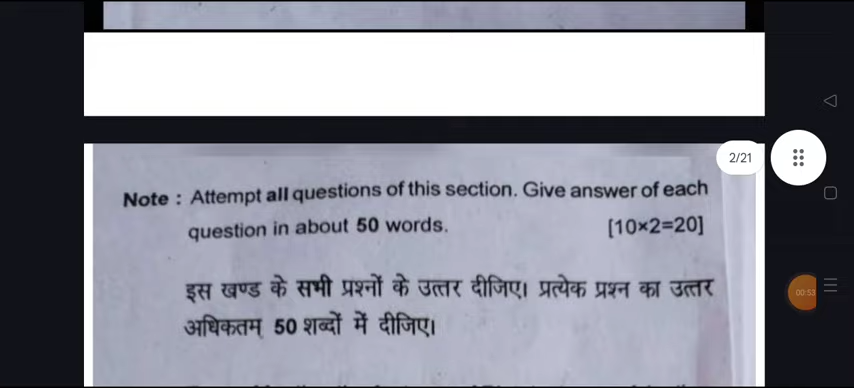 2/21
Note : Attempt all questions of this section. Give answer of each
question in about 50 words. [10×2=20]
इस खण्ड के सभी प्रश्नों के उत्तर दीजिए। प्रत्येक प्रश्न का उत्तर
अधिकतम् 50 शब्दों में दीजिए।
00:53